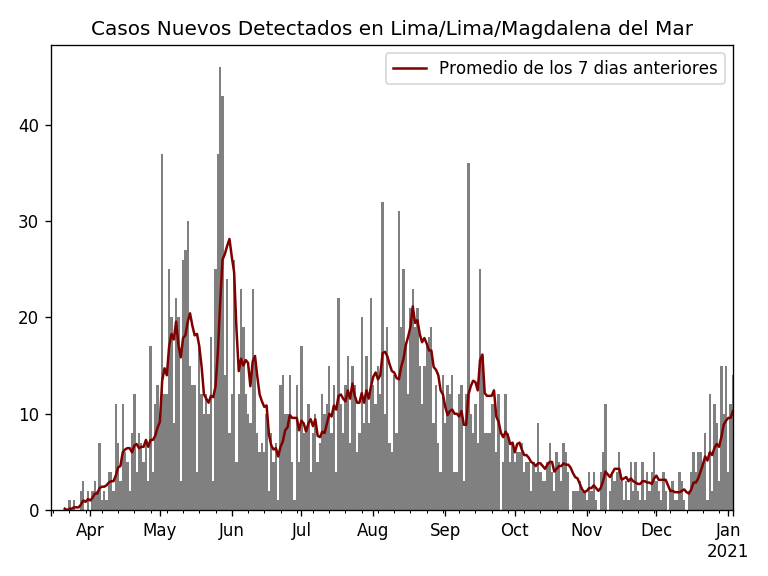 Casos Nuevos Detectados en Lima/Lima/Magdalena del Mar
Promedio de los 7 dias anteriores
40
30
20
10
0
Apr May Jun Jul Aug Sep Oct Nov Dec Jan
2021